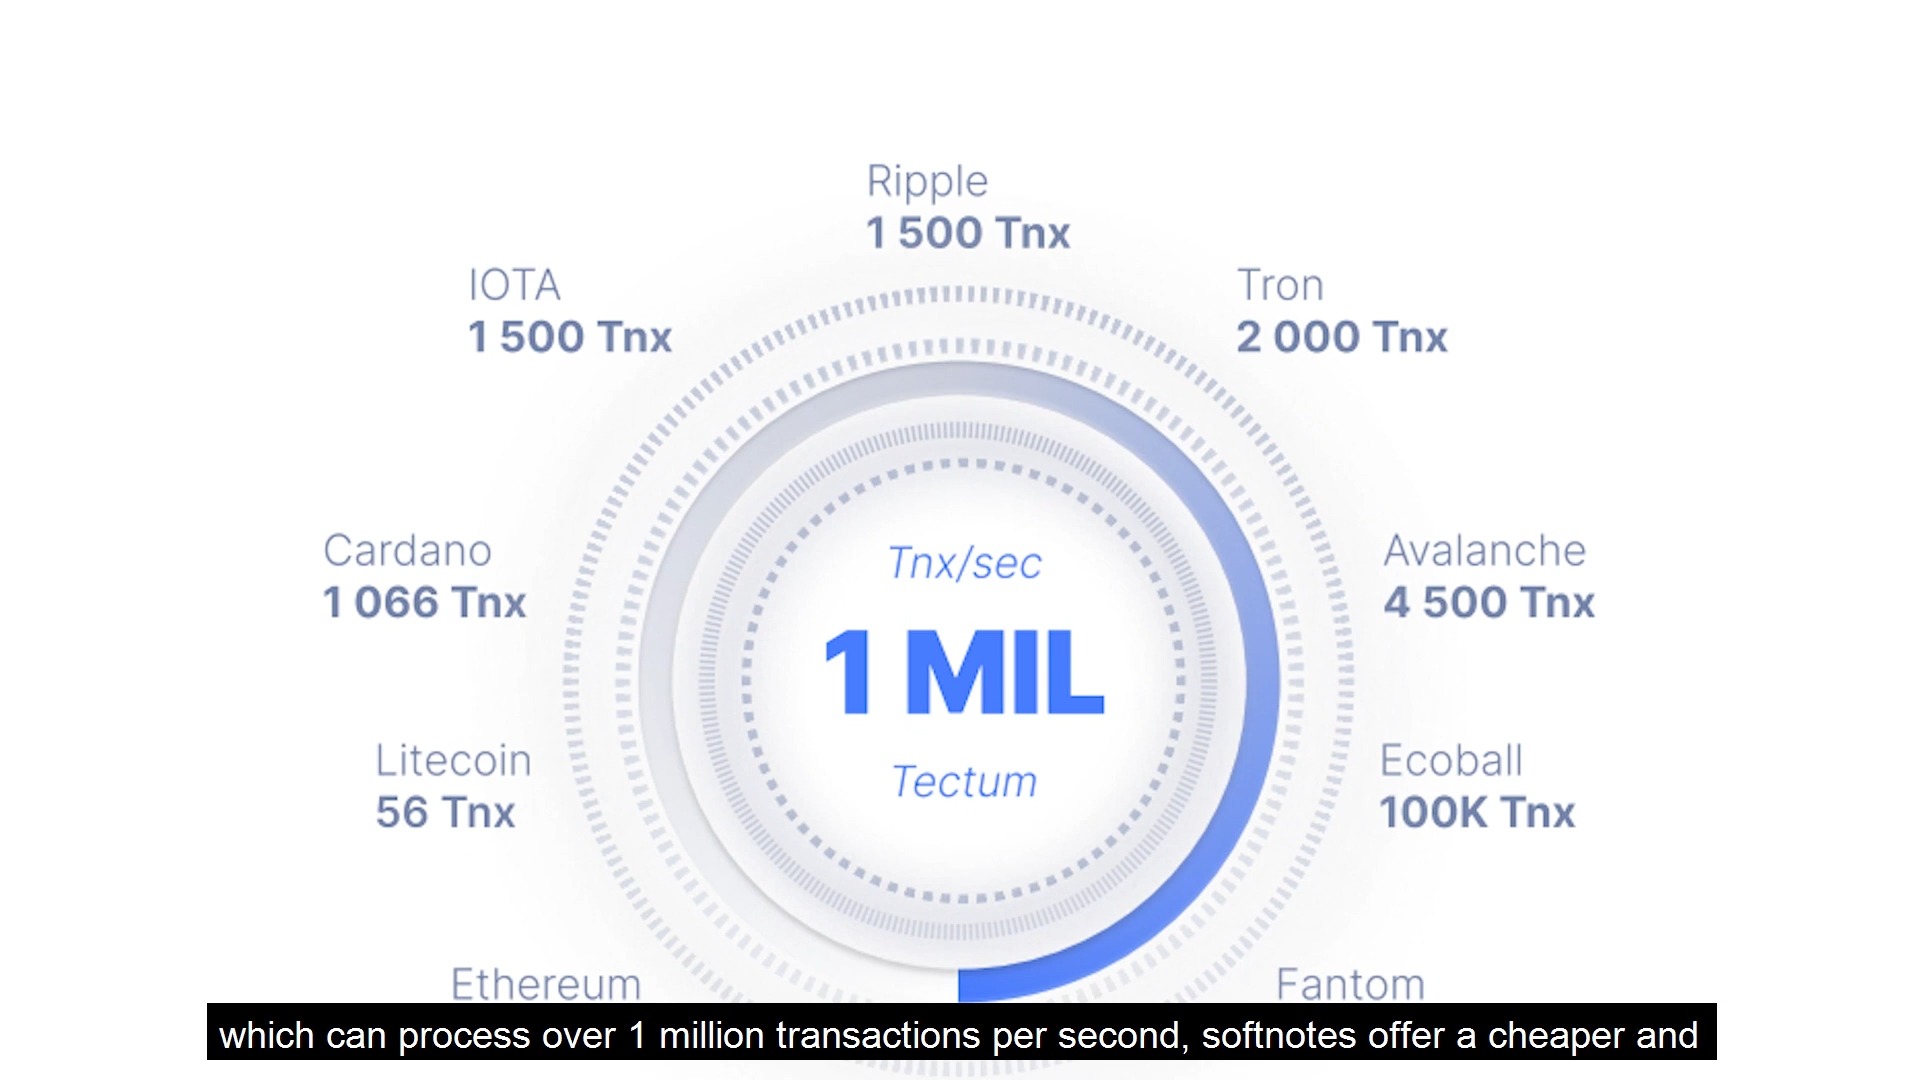 Ripple
1 500 Tnx
IOTA
1 500 Tnx
Tron
2 000 Tnx
Cardano
1 066 Tnx
Tnx/sec
1 MIL
Tectum
Avalanche
4 500 Tnx
Litecoin
56 Tnx
Ecoball
100K Tnx
Ethereum
Fantom
which can process over 1 million transactions per second, softnotes offer a cheaper and